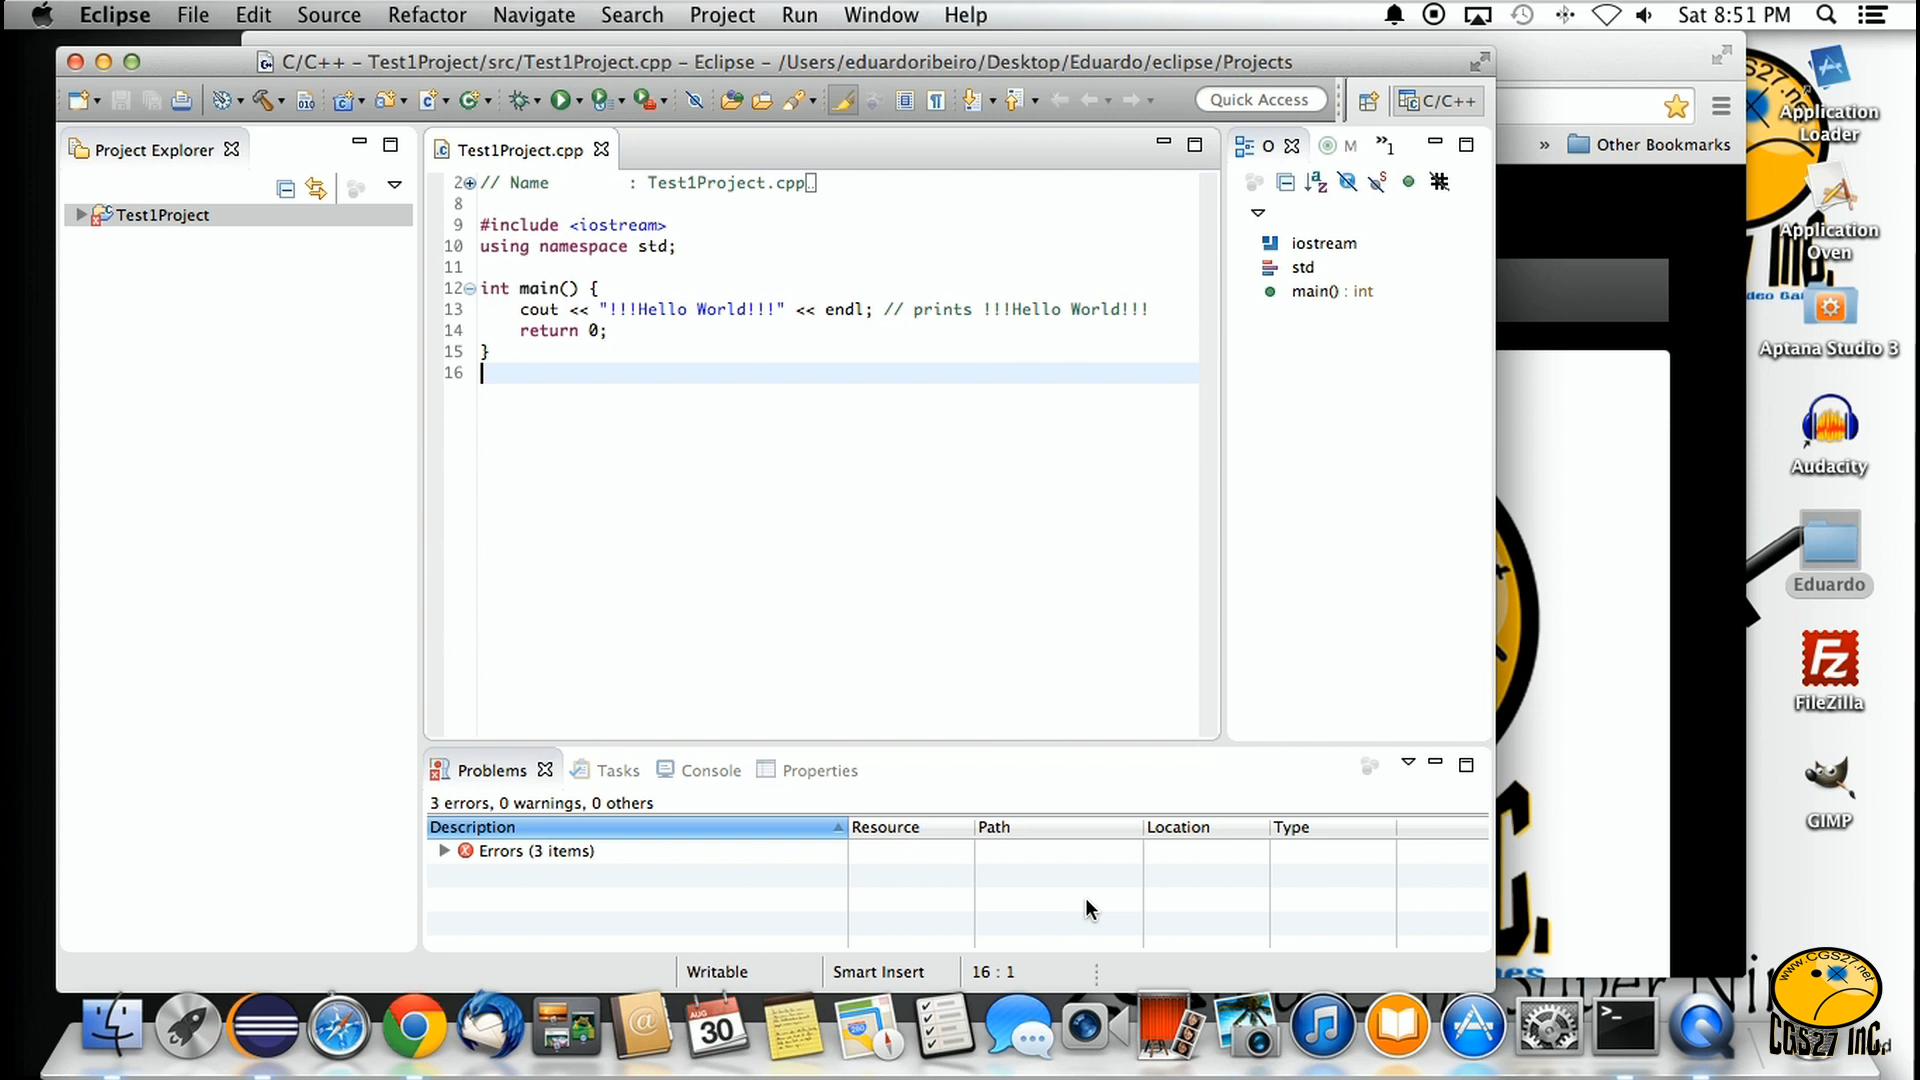 Eclipse File Edit Source Refactor Navigate Search Project Run Window Help Sat 8:51 PM
C/C++ - Test1Project/src/Test1Project.cpp - Eclipse - /Users/eduardoribeiro/Desktop/Eduardo/eclipse/Projects
Quick Access C/C++
Other Bookmarks
Project Explorer
Test1Project
Test1Project.cpp
2 // Name : Test1Project.cpp
8
9 #include <iostream>
10 using namespace std;
11
12 int main() {
13 cout << "!!!Hello World!!!" << endl; // prints !!!Hello World!!!
14 return 0;
15 }
16
O M »1
iostream
std
main() : int
Problems Tasks Console Properties
3 errors, 0 warnings, 0 others
Description Resource Path Location Type
Errors (3 items)
Writable Smart Insert 16 : 1
Application
Loader
Application
Oven
Aptana Studio 3
Audacity
Eduardo
FileZilla
GIMP
AUG
30
www.CGS27.net
CGS27 INC.